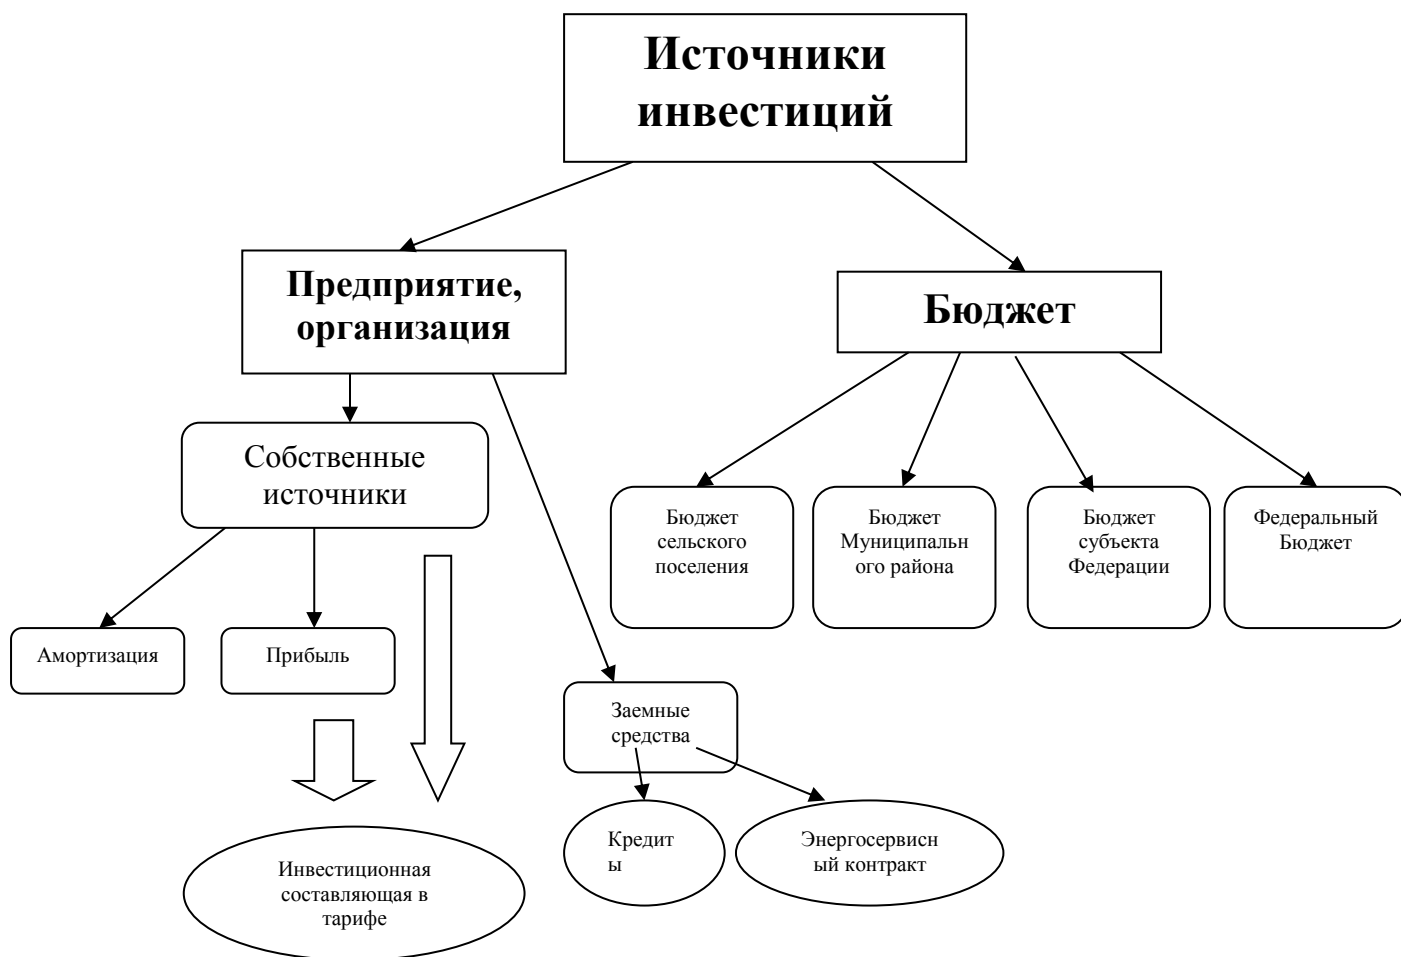 Источники
инвестиций
Предприятие,
организация
Бюджет
Собственные
источники
Бюджет
сельского
поселения
Бюджет
Муниципальн
ого района
Бюджет
субъекта
Федерации
Федеральный
Бюджет
Амортизация
Прибыль
Заемные
средства
Кредит
ы
Энергосервисн
ый контракт
Инвестиционная
составляющая в
тарифе